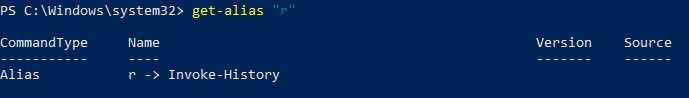 PS C:\Windows\system32> get-alias "r"
CommandType Name Version Source
----------- ---- ------- ------
Alias r -> Invoke-History